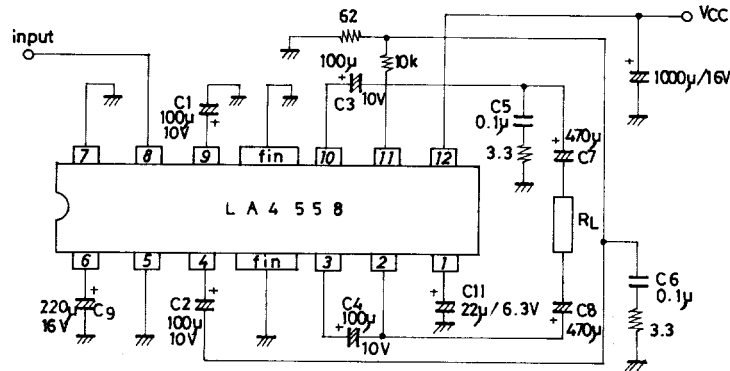 input
62
VCC
100μ
10k
C3
10V
1000μ/16V
C1
100μ
10V
C5
0.1μ
3.3
470μ
C7
7
8
9
fin
10
11
12
LA4558
RL
6
5
4
fin
3
2
1
220μ
16V
C9
C2
100μ
10V
C4
100μ
10V
C11
22μ/6.3V
C8
470μ
C6
0.1μ
3.3